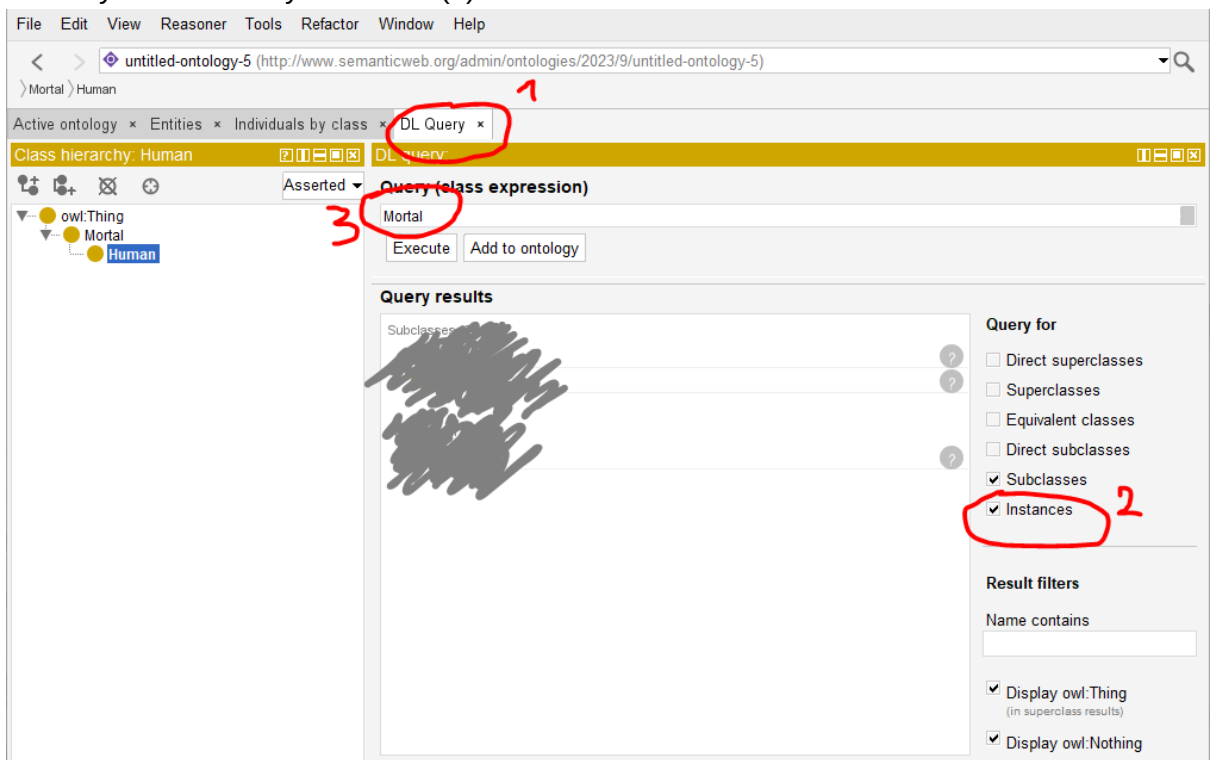 File Edit View Reasoner Tools Refactor Window Help
untitled-ontology-5 (http://www.semanticweb.org/admin/ontologies/2023/9/untitled-ontology-5)
Mortal Human
1
Active ontology × Entities × Individuals by class × DL Query ×
Class hierarchy: Human
DL query:
Asserted
Query (class expression)
3
owl:Thing
Mortal
Human
Mortal
Execute Add to ontology
Query results
Subclasses
Query for
Direct superclasses
Superclasses
Equivalent classes
Direct subclasses
Subclasses
Instances
2
Result filters
Name contains
Display owl:Thing
(in superclass results)
Display owl:Nothing